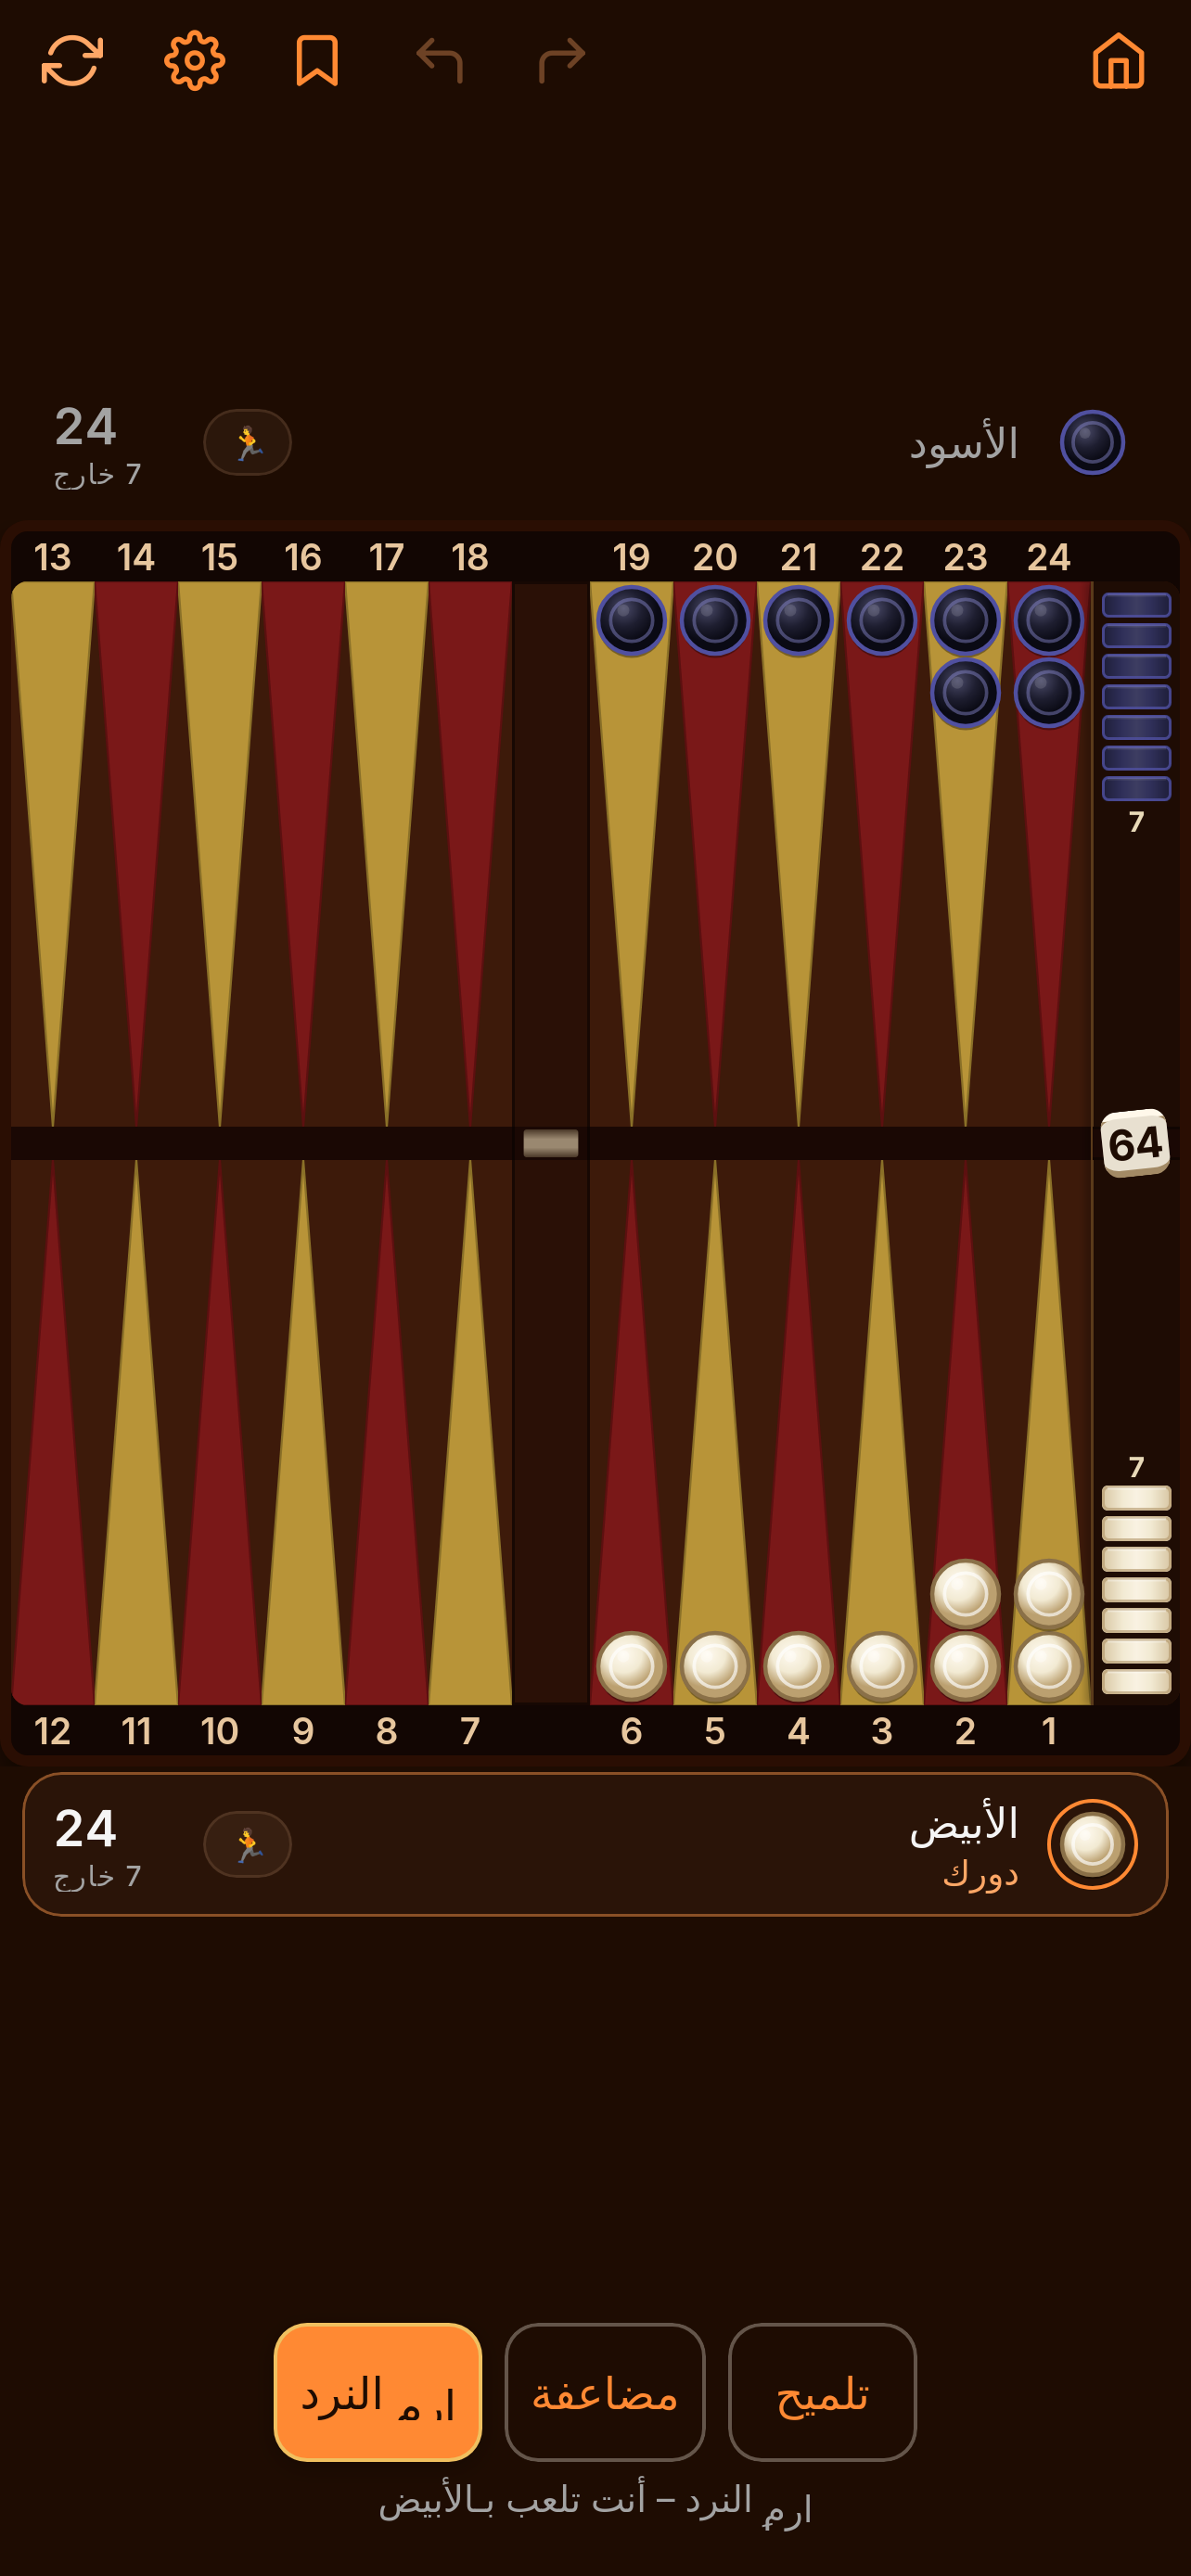 الأسود
24
7 خارج
13 14 15 16 17 18 19 20 21 22 23 24
7
64
7
12 11 10 9 8 7 6 5 4 3 2 1
الأبيض
دورك
24
7 خارج
تلميح
مضاعفة
ارم النرد
ارمِ النرد – أنت تلعب بـالأبيض